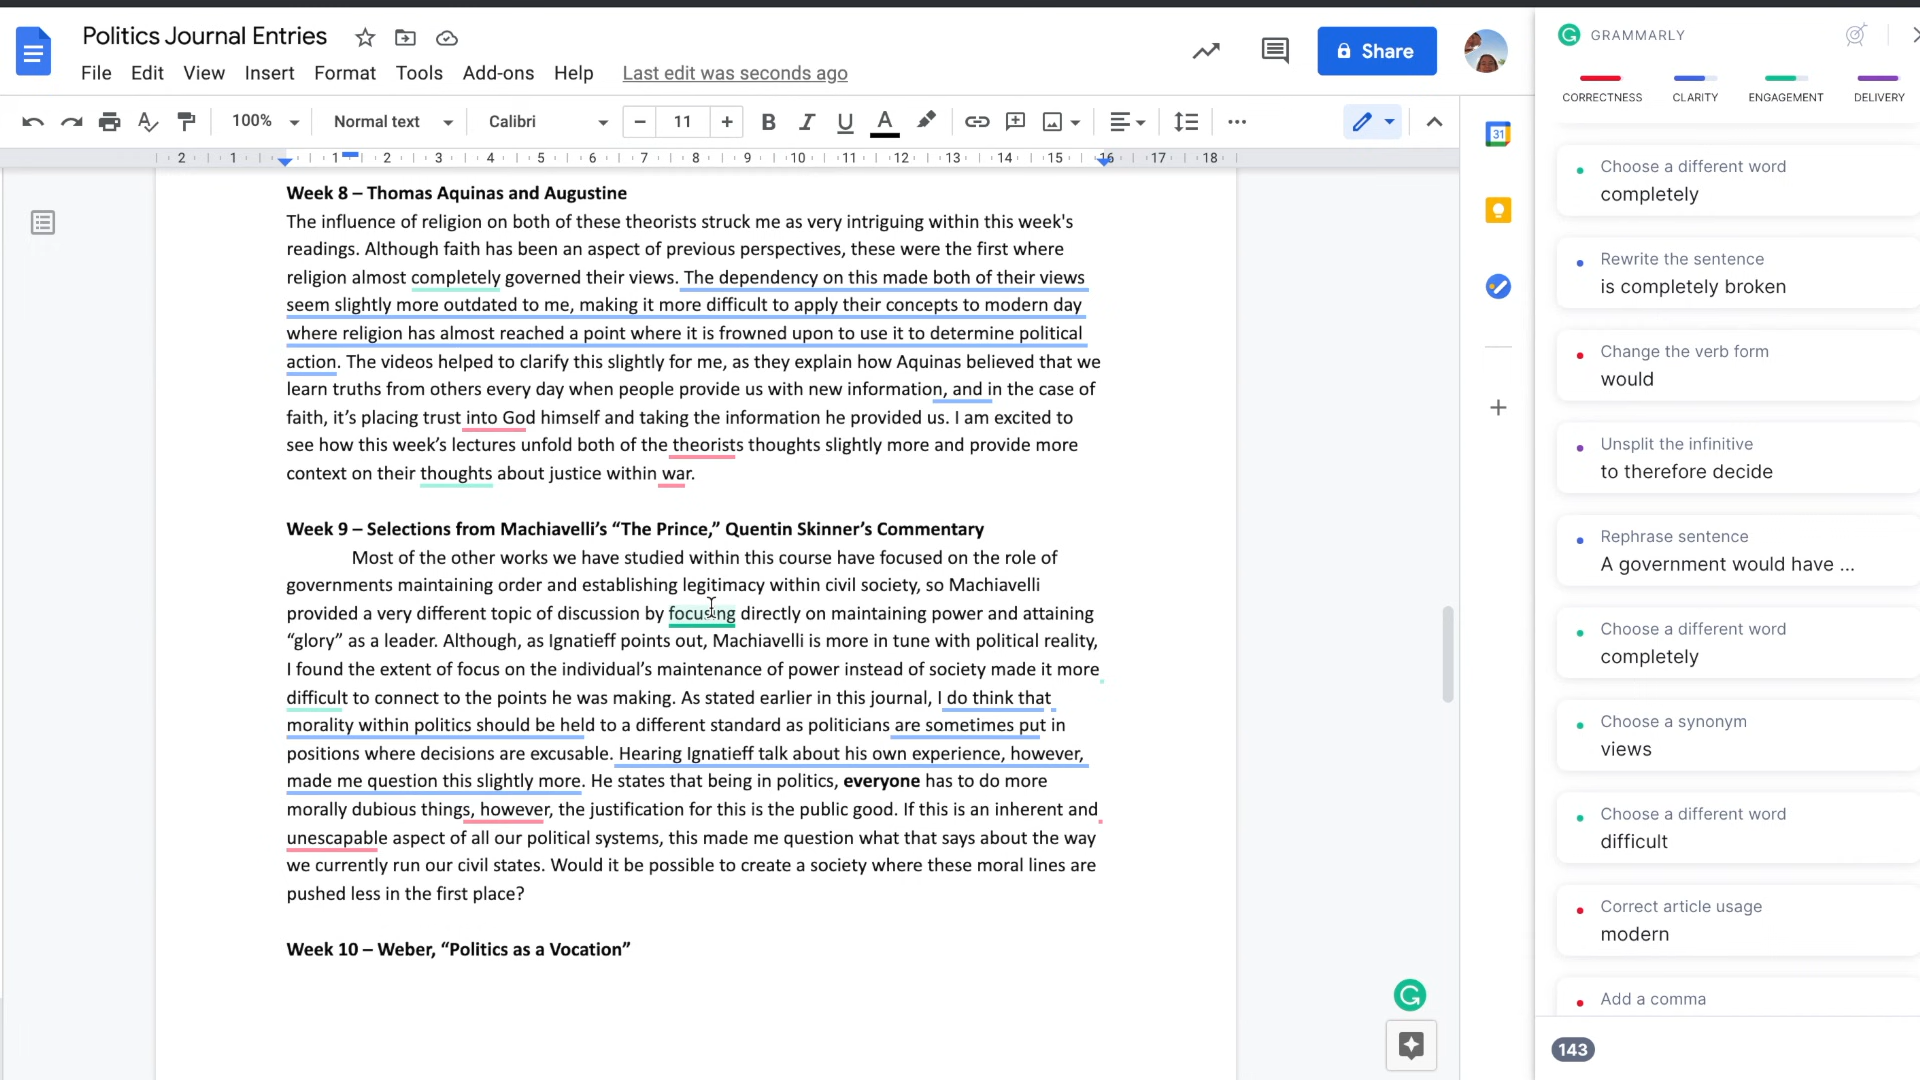 Politics Journal Entries
File Edit View Insert Format Tools Add-ons Help Last edit was seconds ago
Share
100% Normal text Calibri − 11 + B I U A
2 1 1 2 3 4 5 6 7 8 9 10 11 12 13 14 15 16 17 18
31
Week 8 – Thomas Aquinas and Augustine
The influence of religion on both of these theorists struck me as very intriguing within this week's
readings. Although faith has been an aspect of previous perspectives, these were the first where
religion almost completely governed their views. The dependency on this made both of their views
seem slightly more outdated to me, making it more difficult to apply their concepts to modern day
where religion has almost reached a point where it is frowned upon to use it to determine political
action. The videos helped to clarify this slightly for me, as they explain how Aquinas believed that we
learn truths from others every day when people provide us with new information, and in the case of
faith, it’s placing trust into God himself and taking the information he provided us. I am excited to
see how this week’s lectures unfold both of the theorists thoughts slightly more and provide more
context on their thoughts about justice within war.
Week 9 – Selections from Machiavelli’s “The Prince,” Quentin Skinner’s Commentary
Most of the other works we have studied within this course have focused on the role of
governments maintaining order and establishing legitimacy within civil society, so Machiavelli
provided a very different topic of discussion by focusing directly on maintaining power and attaining
“glory” as a leader. Although, as Ignatieff points out, Machiavelli is more in tune with political reality,
I found the extent of focus on the individual’s maintenance of power instead of society made it more
difficult to connect to the points he was making. As stated earlier in this journal, I do think that
morality within politics should be held to a different standard as politicians are sometimes put in
positions where decisions are excusable. Hearing Ignatieff talk about his own experience, however,
made me question this slightly more. He states that being in politics, everyone has to do more
morally dubious things, however, the justification for this is the public good. If this is an inherent and
unescapable aspect of all our political systems, this made me question what that says about the way
we currently run our civil states. Would it be possible to create a society where these moral lines are
pushed less in the first place?
Week 10 – Weber, “Politics as a Vocation”
GRAMMARLY
CORRECTNESS CLARITY ENGAGEMENT DELIVERY
Choose a different word
completely
Rewrite the sentence
is completely broken
Change the verb form
would
Unsplit the infinitive
to therefore decide
Rephrase sentence
A government would have ...
Choose a different word
completely
Choose a synonym
views
Choose a different word
difficult
Correct article usage
modern
Add a comma
143